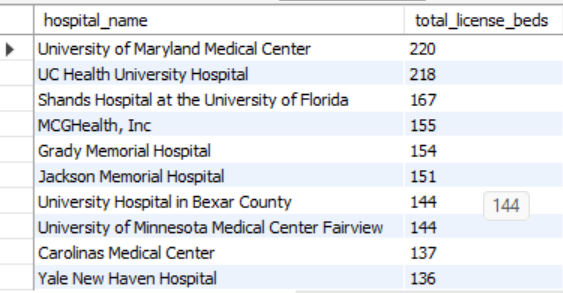 hospital_name total_license_beds
University of Maryland Medical Center 220
UC Health University Hospital 218
Shands Hospital at the University of Florida 167
MCGHealth, Inc 155
Grady Memorial Hospital 154
Jackson Memorial Hospital 151
University Hospital in Bexar County 144 144
University of Minnesota Medical Center Fairview 144
Carolinas Medical Center 137
Yale New Haven Hospital 136